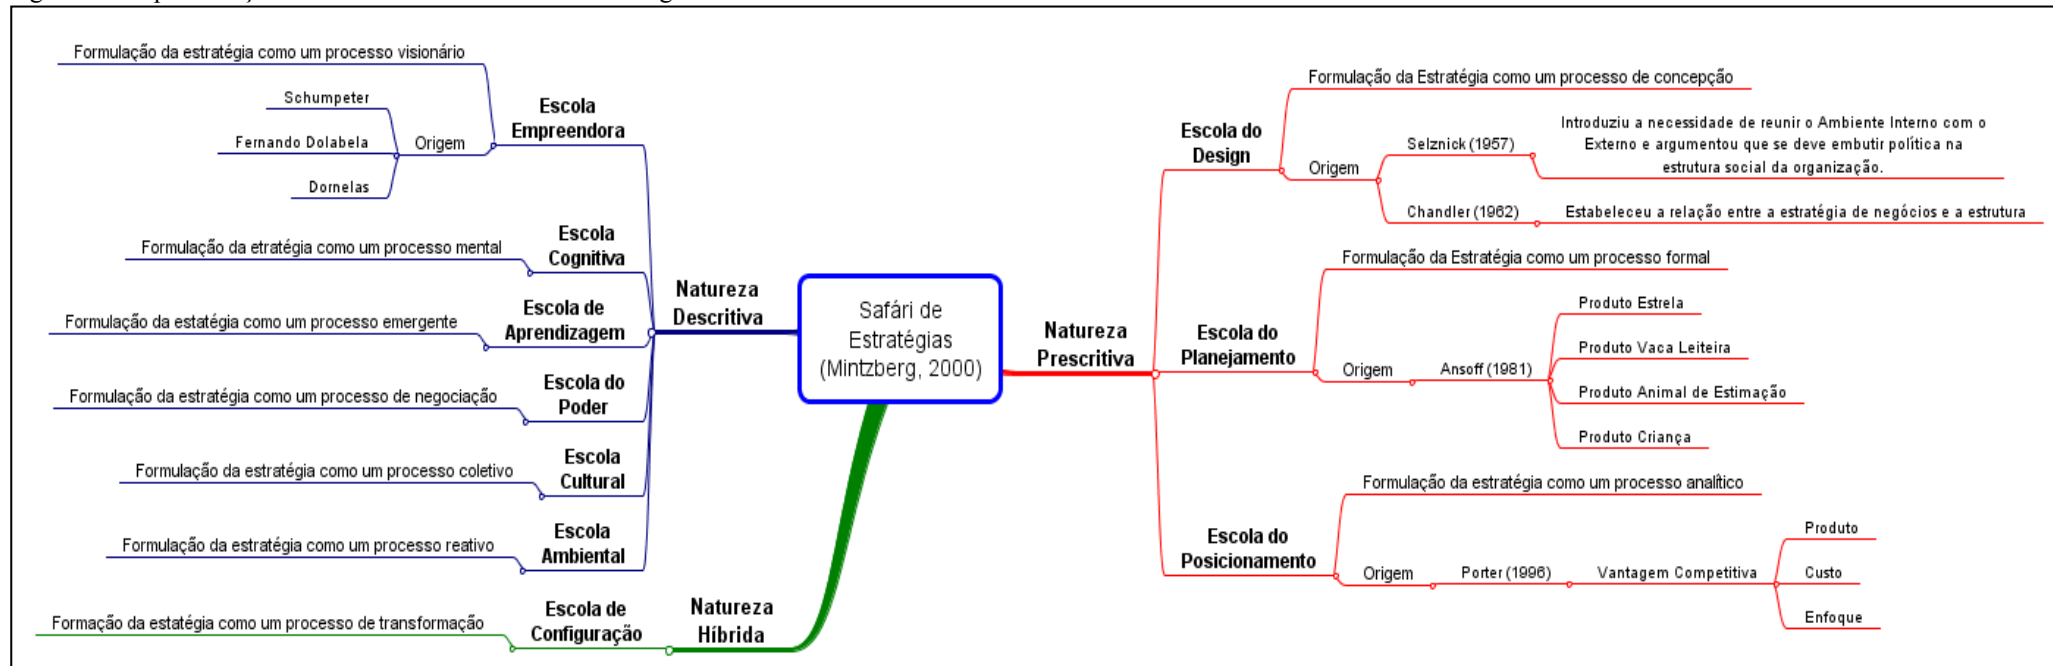 Formulação da estratégia como um processo visionário
Schumpeter
Fernando Dolabela
Dornelas
Origem
Escola
Empreendora
Formulação da etratégia como um processo mental
Escola
Cognitiva
Formulação da estatégia como um processo emergente
Escola de
Aprendizagem
Formulação da estratégia como um processo de negociação
Escola do
Poder
Formulação da estratégia como um processo coletivo
Escola
Cultural
Formulação da estratégia como um processo reativo
Escola
Ambiental
Natureza
Descritiva
Formação da estatégia como um processo de transformação
Escola de
Configuração
Natureza
Híbrida
Safári de
Estratégias
(Mintzberg, 2000)
Natureza
Prescritiva
Escola do
Design
Formulação da Estratégia como um processo de concepção
Origem
Selznick (1957)
Introduziu a necessidade de reunir o Ambiente Interno com o
Externo e argumentou que se deve embutir política na
estrutura social da organização.
Chandler (1962)
Estabeleceu a relação entre a estratégia de negócios e a estrutura
Escola do
Planejamento
Formulação da Estratégia como um processo formal
Origem
Ansoff (1981)
Produto Estrela
Produto Vaca Leiteira
Produto Animal de Estimação
Produto Criança
Escola do
Posicionamento
Formulação da estratégia como um processo analítico
Origem
Porter (1996)
Vantagem Competitiva
Produto
Custo
Enfoque